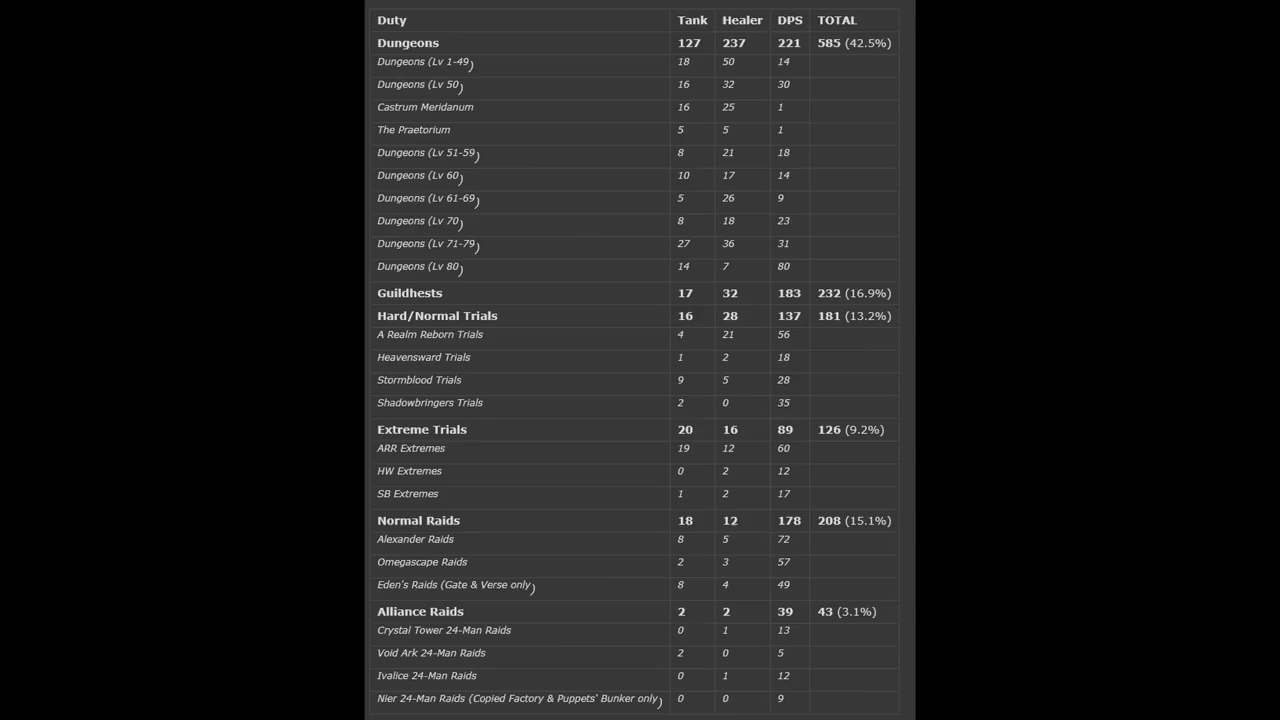 Duty Tank Healer DPS TOTAL
Dungeons 127 237 221 585 (42.5%)
Dungeons (Lv 1-49) 18 50 14
Dungeons (Lv 50) 16 32 30
Castrum Meridanum 16 25 1
The Praetorium 5 5 1
Dungeons (Lv 51-59) 8 21 18
Dungeons (Lv 60) 10 17 14
Dungeons (Lv 61-69) 5 26 9
Dungeons (Lv 70) 8 18 23
Dungeons (Lv 71-79) 27 36 31
Dungeons (Lv 80) 14 7 80
Guildhests 17 32 183 232 (16.9%)
Hard/Normal Trials 16 28 137 181 (13.2%)
A Realm Reborn Trials 4 21 56
Heavensward Trials 1 2 18
Stormblood Trials 9 5 28
Shadowbringers Trials 2 0 35
Extreme Trials 20 16 89 126 (9.2%)
ARR Extremes 19 12 60
HW Extremes 0 2 12
SB Extremes 1 2 17
Normal Raids 18 12 178 208 (15.1%)
Alexander Raids 8 5 72
Omegascape Raids 2 3 57
Eden's Raids (Gate & Verse only) 8 4 49
Alliance Raids 2 2 39 43 (3.1%)
Crystal Tower 24-Man Raids 0 1 13
Void Ark 24-Man Raids 2 0 5
Ivalice 24-Man Raids 0 1 12
Nier 24-Man Raids (Copied Factory & Puppets' Bunker only) 0 0 9